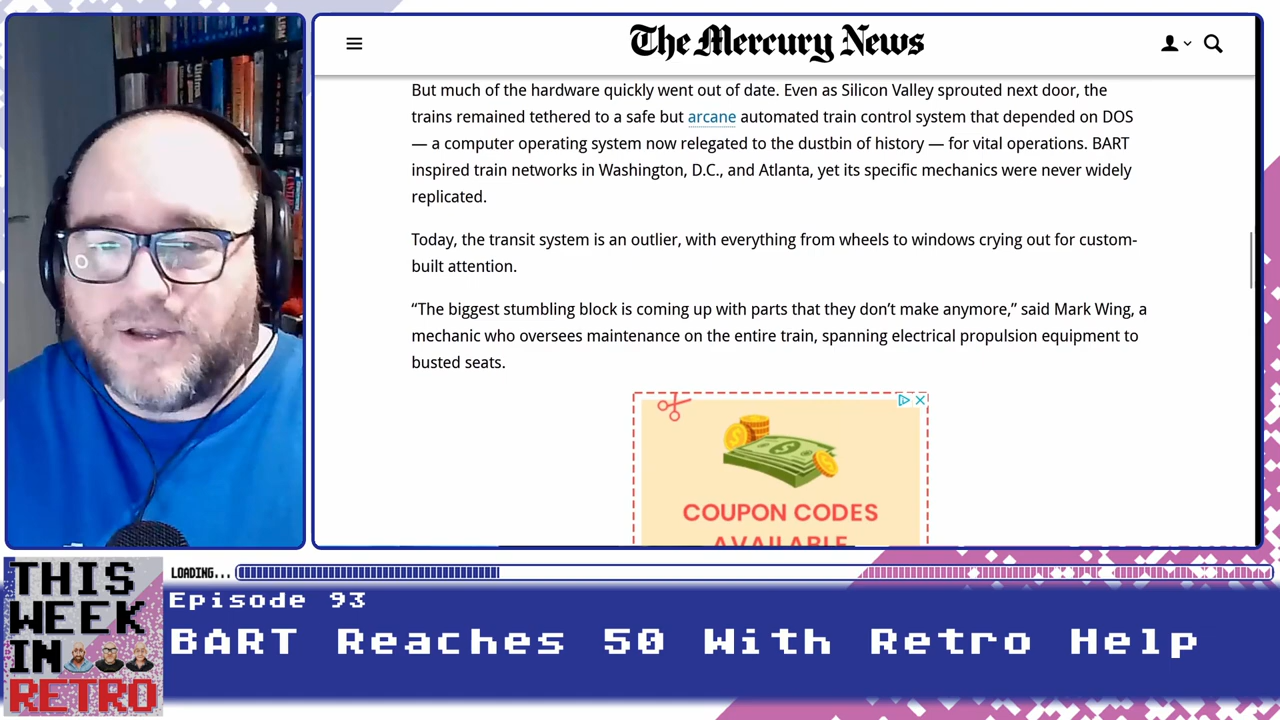 The Mercury News
But much of the hardware quickly went out of date. Even as Silicon Valley sprouted next door, the
trains remained tethered to a safe but arcane automated train control system that depended on DOS
— a computer operating system now relegated to the dustbin of history — for vital operations. BART
inspired train networks in Washington, D.C., and Atlanta, yet its specific mechanics were never widely
replicated.
Today, the transit system is an outlier, with everything from wheels to windows crying out for custom-
built attention.
“The biggest stumbling block is coming up with parts that they don’t make anymore,” said Mark Wing, a
mechanic who oversees maintenance on the entire train, spanning electrical propulsion equipment to
busted seats.
COUPON CODES
AVAILABLE
LOADING...
THIS
WEEK
IN
RETRO
Episode 93
BART Reaches 50 With Retro Help